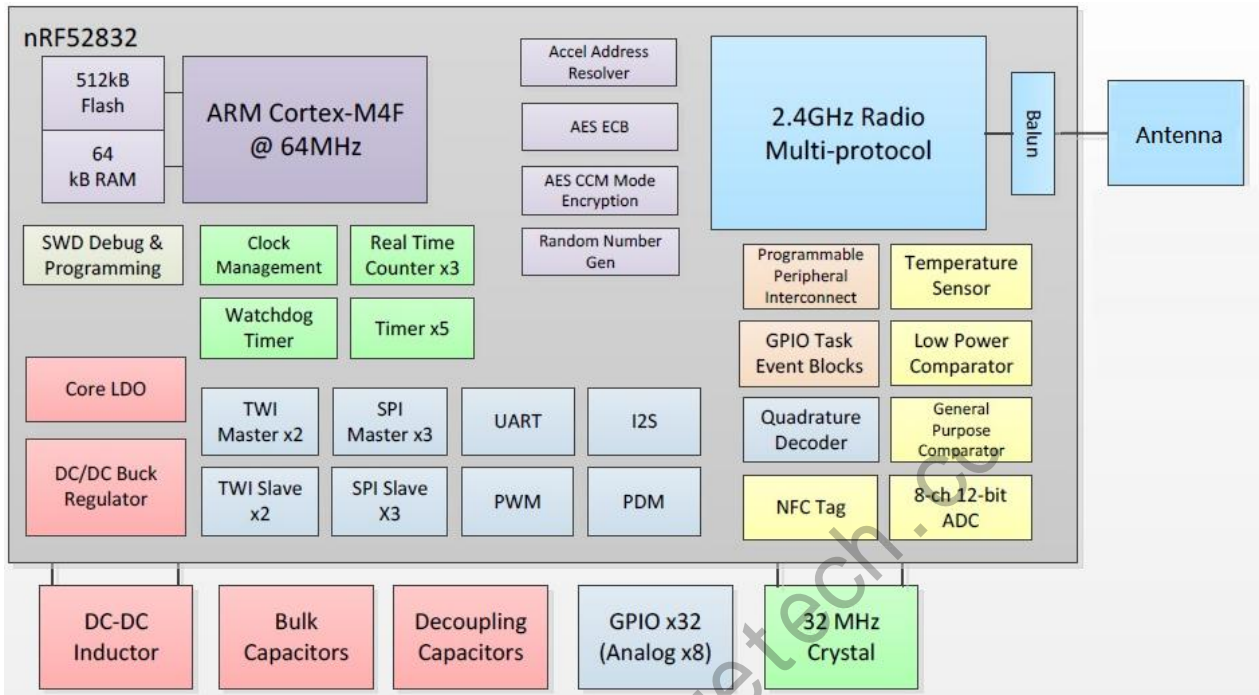 nRF52832
512kB
Flash
64
kB RAM
ARM Cortex-M4F
@ 64MHz
Accel Address
Resolver
AES ECB
AES CCM Mode
Encryption
Random Number
Gen
2.4GHz Radio
Multi-protocol
Balun
Antenna
SWD Debug &
Programming
Clock
Management
Real Time
Counter x3
Watchdog
Timer
Timer x5
Programmable
Peripheral
Interconnect
Temperature
Sensor
GPIO Task
Event Blocks
Low Power
Comparator
Core LDO
DC/DC Buck
Regulator
TWI
Master x2
SPI
Master x3
UART
I2S
Quadrature
Decoder
General
Purpose
Comparator
TWI Slave
x2
SPI Slave
X3
PWM
PDM
NFC Tag
8-ch 12-bit
ADC
DC-DC
Inductor
Bulk
Capacitors
Decoupling
Capacitors
GPIO x32
(Analog x8)
32 MHz
Crystal